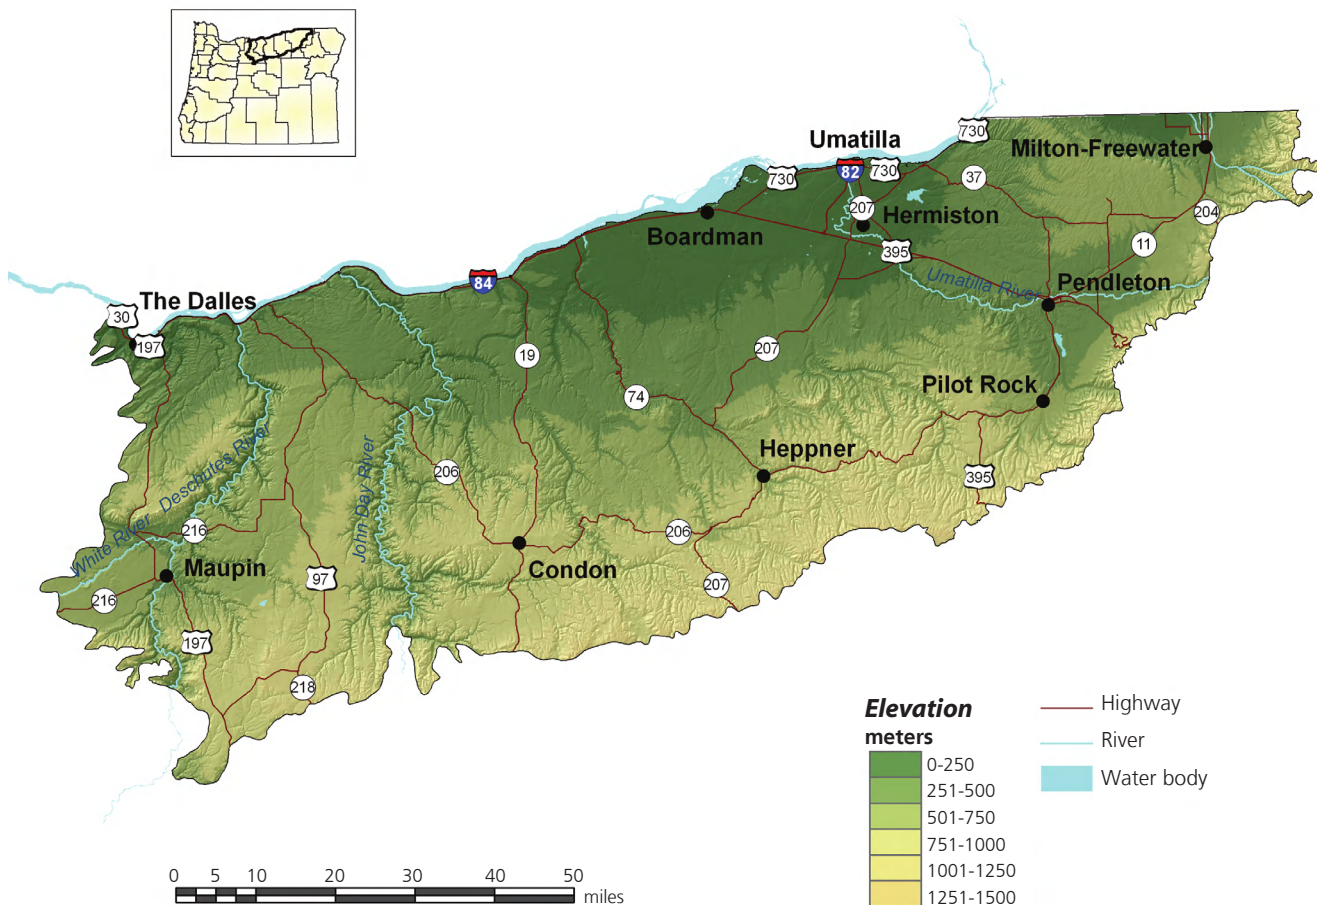 Umatilla
730
Milton-Freewater
82
730
730
37
207
Hermiston
204
Boardman
395
11
84
Umatilla River
Pendleton
The Dalles
30
197
19
207
74
Pilot Rock
Deschutes River
John Day River
206
Heppner
395
White River
216
206
Maupin
Condon
97
207
216
197
218
Elevation
meters
0-250
251-500
501-750
751-1000
1001-1250
1251-1500
Highway
River
Water body
0 5 10 20 30 40 50
miles